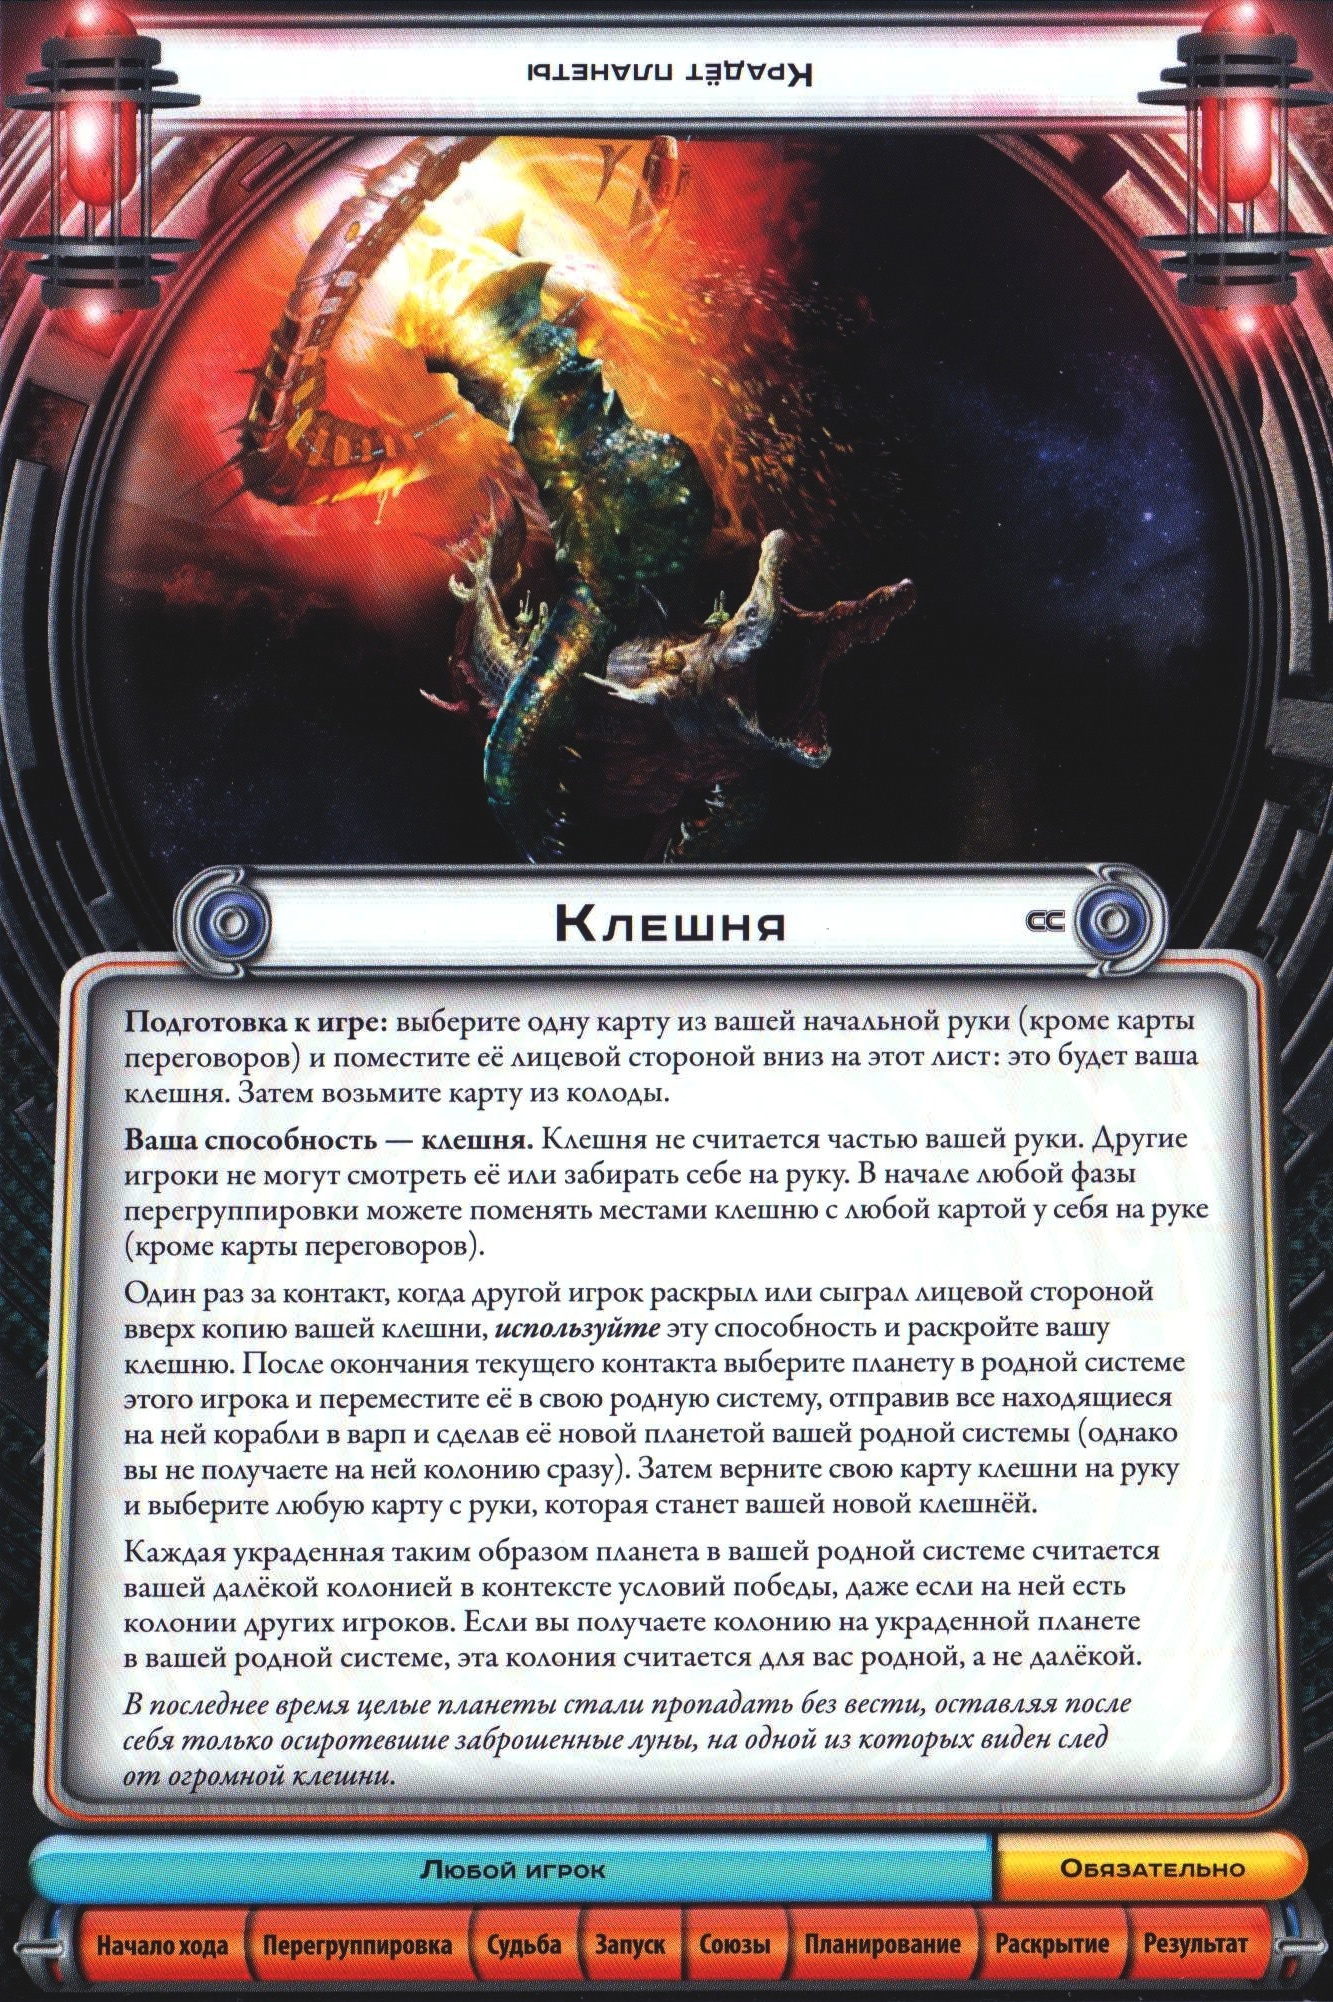 Крадёт планеты
Клешня
CC
Подготовка к игре: выберите одну карту из вашей начальной руки (кроме карты
переговоров) и поместите её лицевой стороной вниз на этот лист: это будет ваша
клешня. Затем возьмите карту из колоды.
Ваша способность — клешня. Клешня не считается частью вашей руки. Другие
игроки не могут смотреть её или забирать себе на руку. В начале любой фазы
перегруппировки можете поменять местами клешню с любой картой у себя на руке
(кроме карты переговоров).
Один раз за контакт, когда другой игрок раскрыл или сыграл лицевой стороной
вверх копию вашей клешни, используйте эту способность и раскройте вашу
клешню. После окончания текущего контакта выберите планету в родной системе
этого игрока и переместите её в свою родную систему, отправив все находящиеся
на ней корабли в варп и сделав её новой планетой вашей родной системы (однако
вы не получаете на ней колонию сразу). Затем верните свою карту клешни на руку
и выберите любую карту с руки, которая станет вашей новой клешнёй.
Каждая украденная таким образом планета в вашей родной системе считается
вашей далёкой колонией в контексте условий победы, даже если на ней есть
колонии других игроков. Если вы получаете колонию на украденной планете
в вашей родной системе, эта колония считается для вас родной, а не далёкой.
В последнее время целые планеты стали пропадать без вести, оставляя после
себя только осиротевшие заброшенные луны, на одной из которых виден след
от огромной клешни.
Любой игрок
Обязательно
Начало хода Перегруппировка Судьба Запуск Союзы Планирование Раскрытие Результат